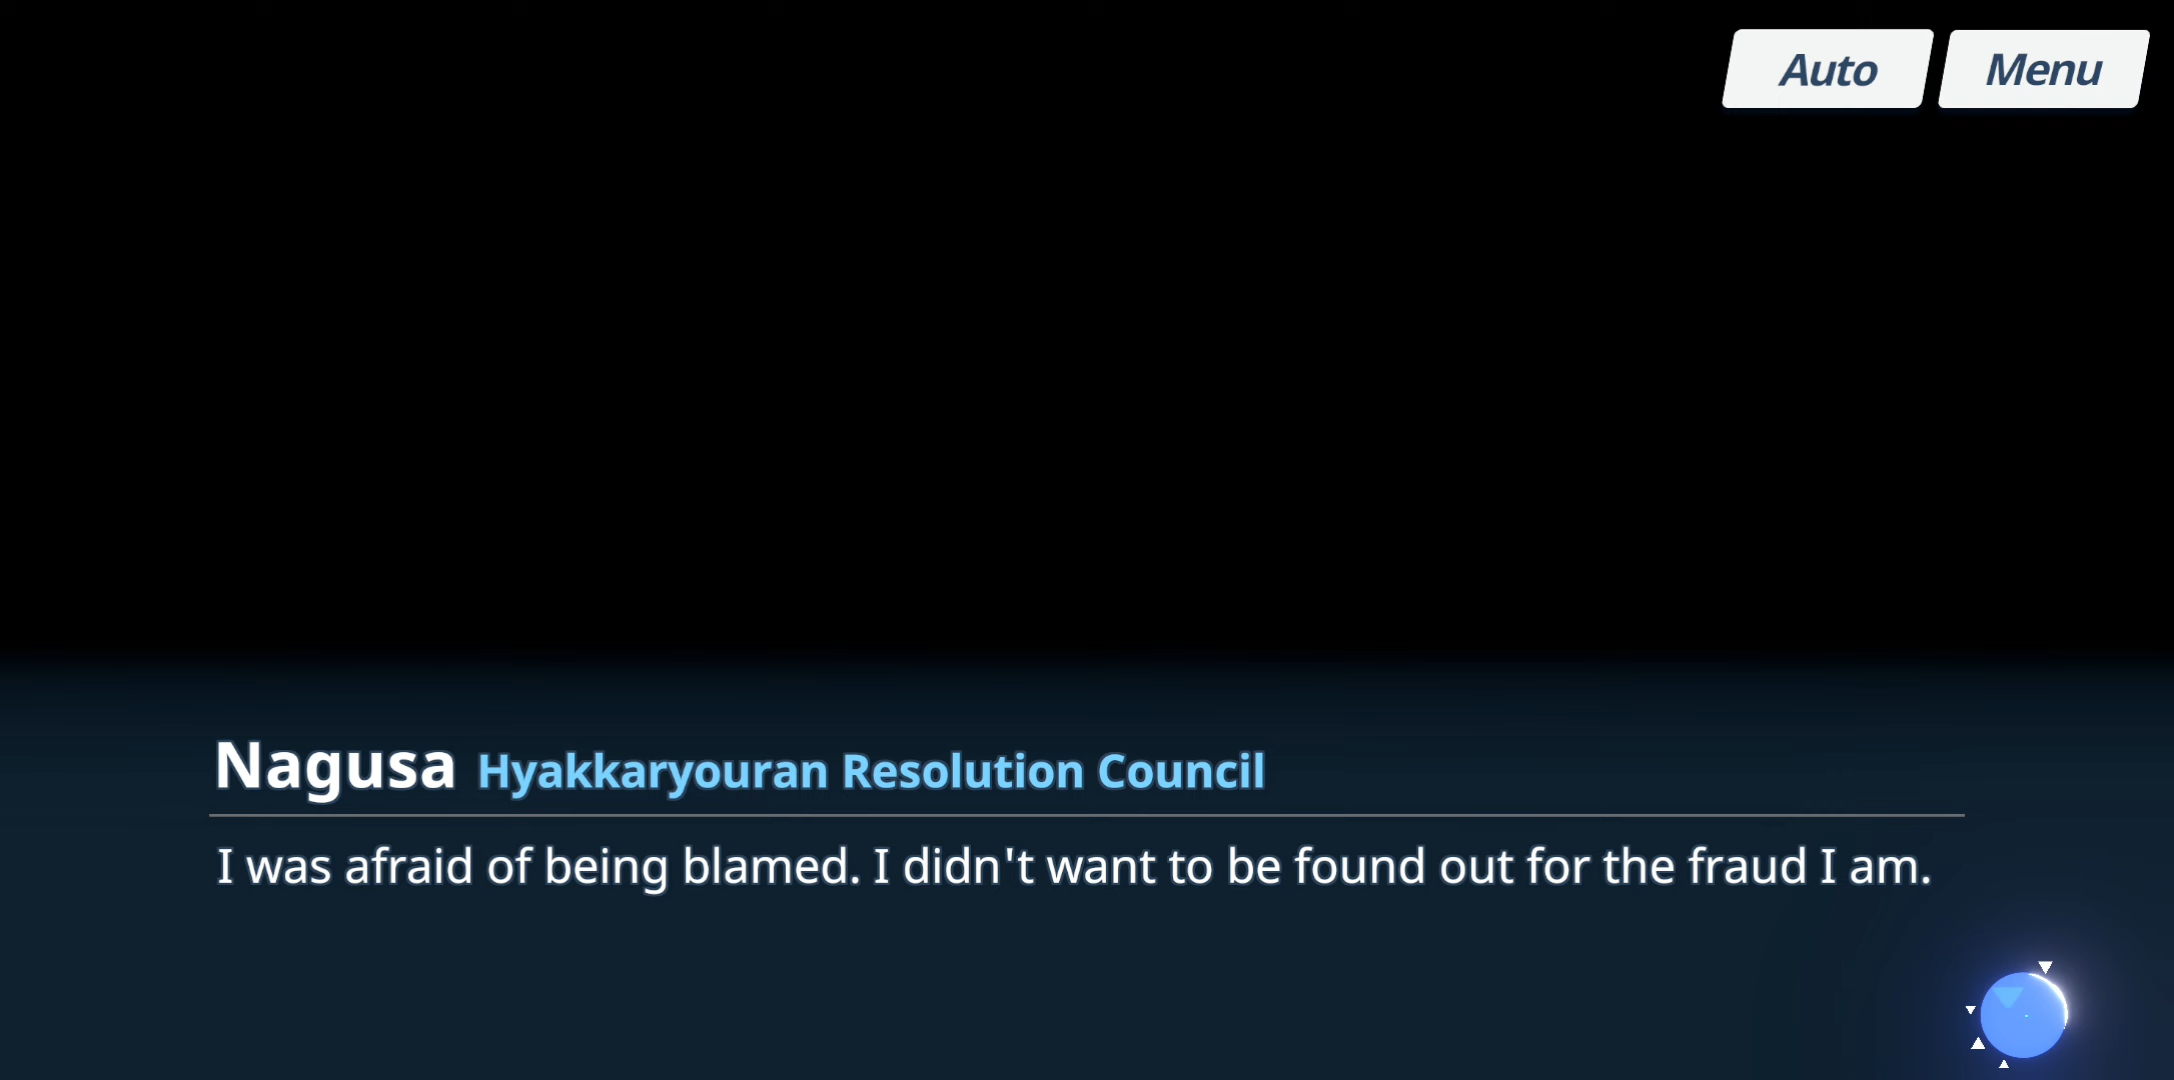 Auto Menu
Nagusa Hyakkaryouran Resolution Council
I was afraid of being blamed. I didn't want to be found out for the fraud I am.